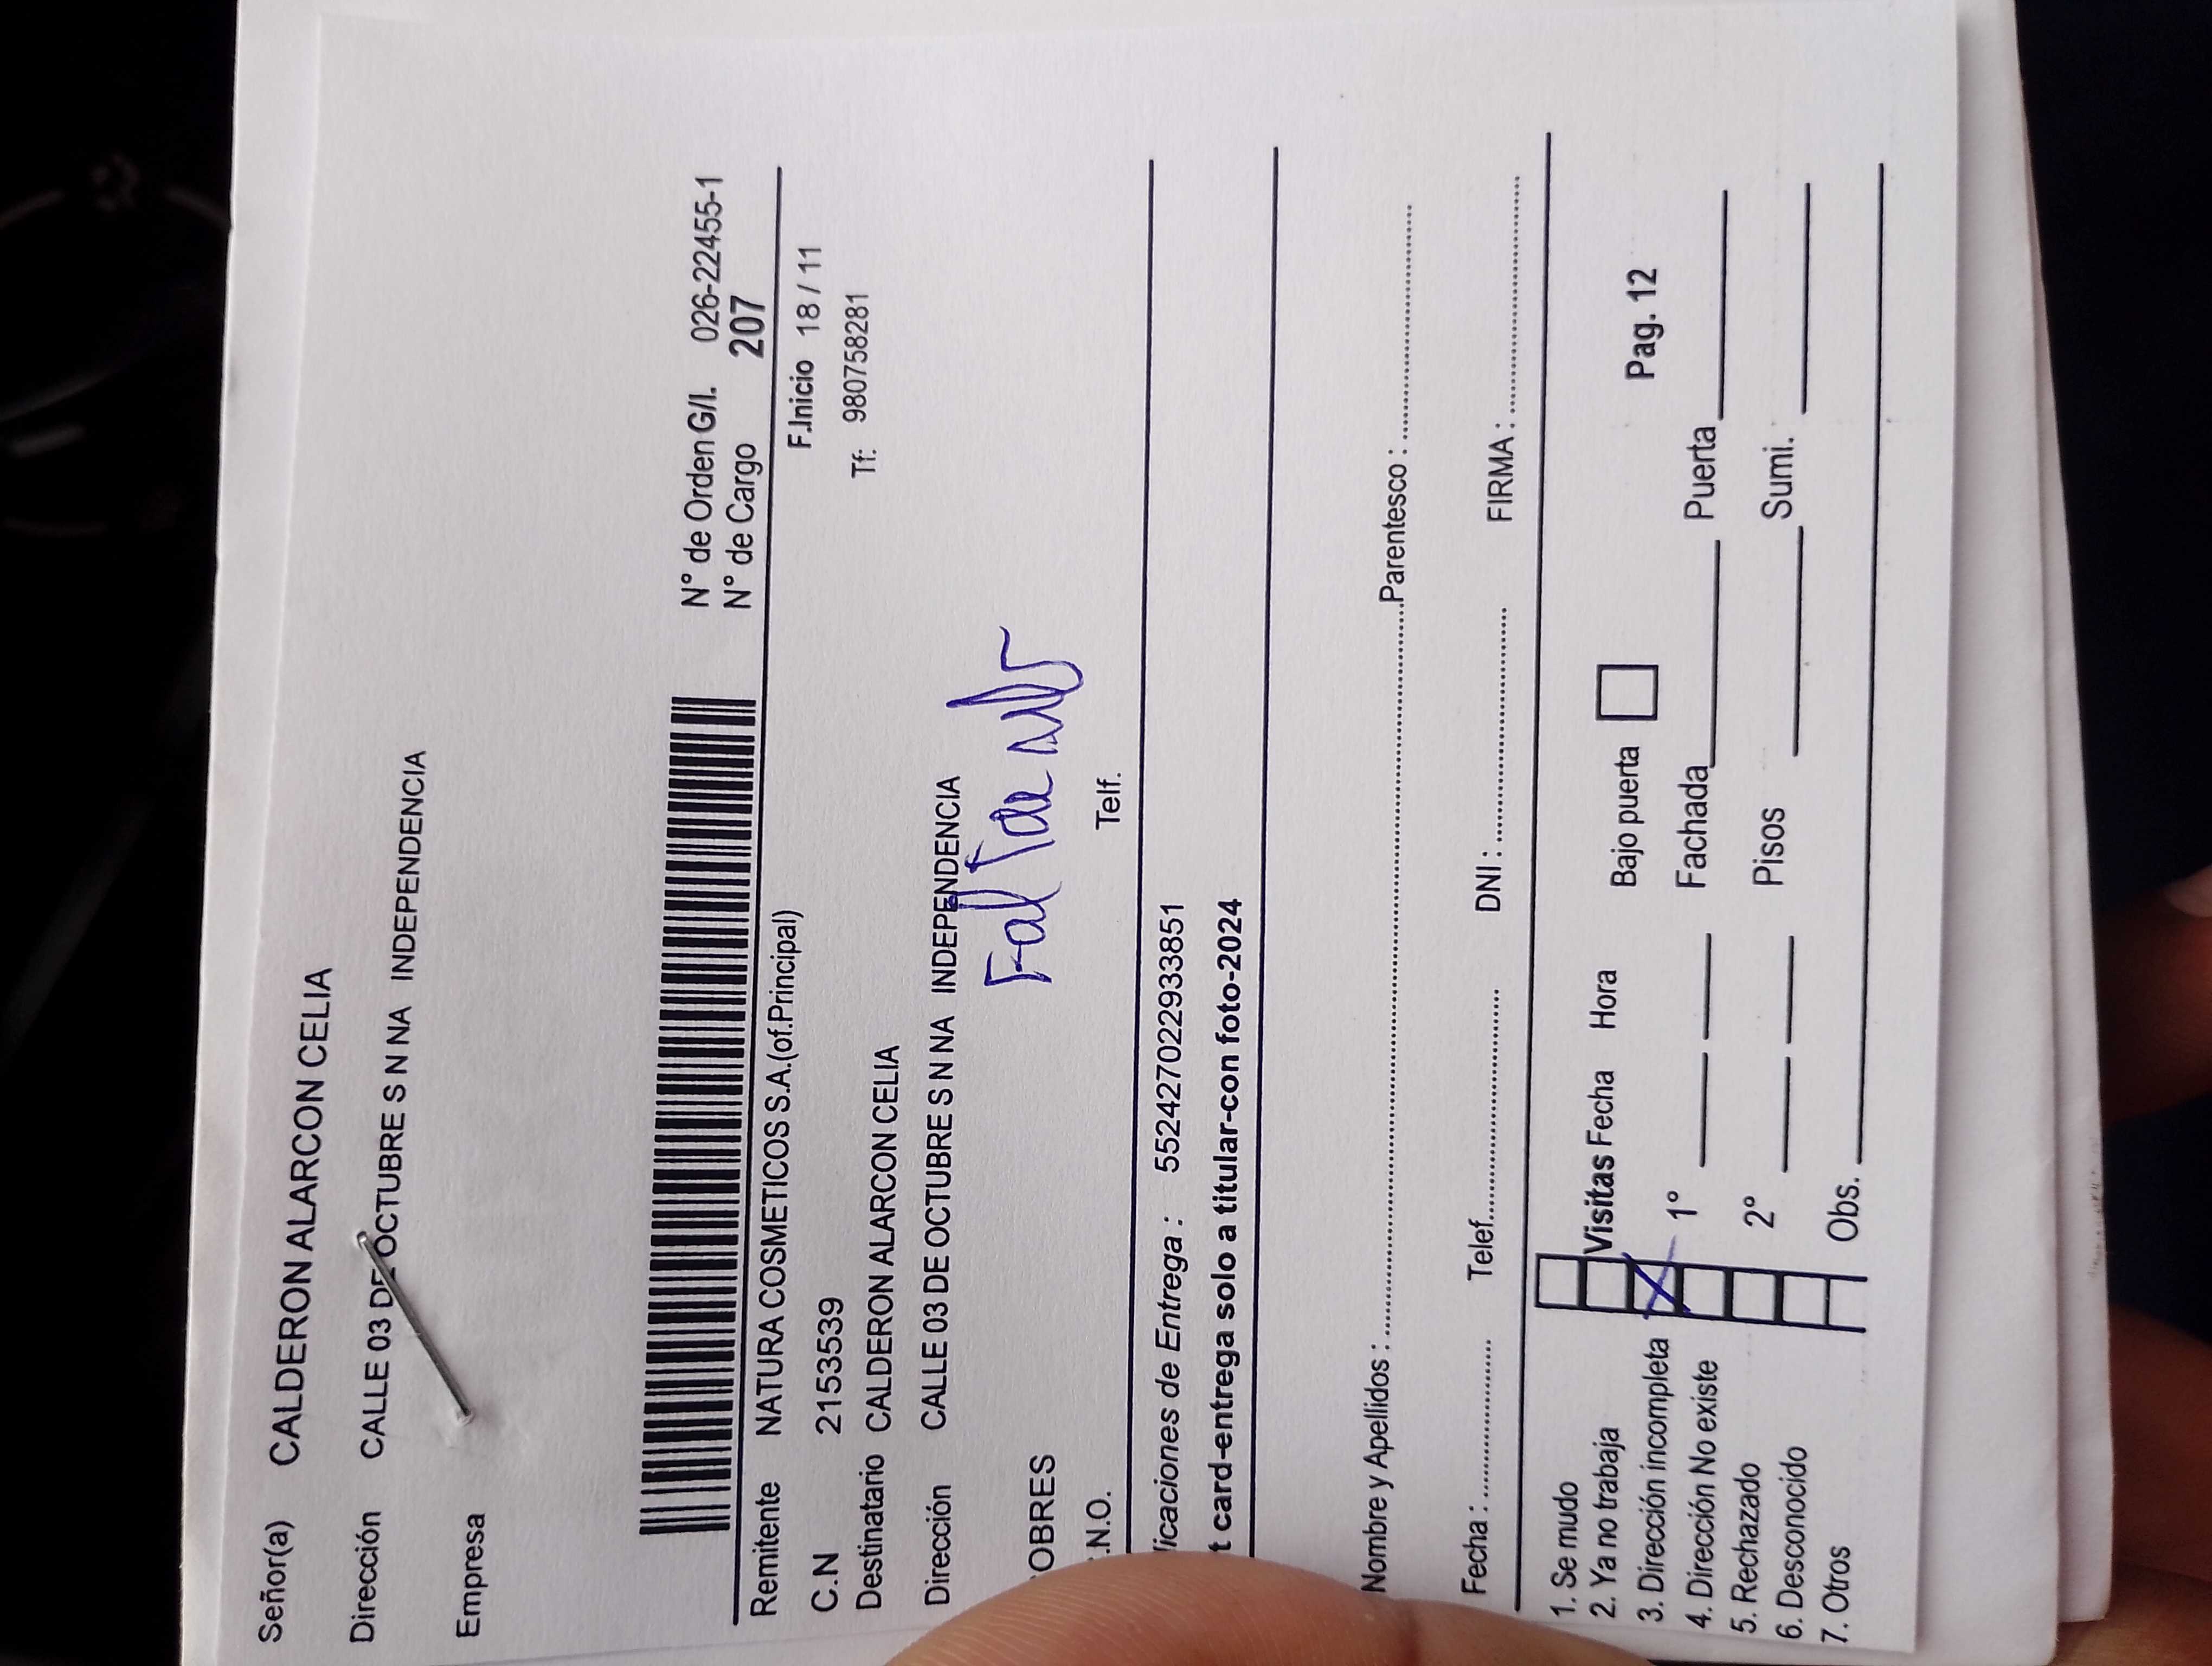 Señor(a) CALDERON ALARCON CELIA
Dirección CALLE 03 DE OCTUBRE S N NA INDEPENDENCIA
Empresa
N° de Orden G/I. 026-22455-1
N° de Cargo 207
Remitente NATURA COSMETICOS S.A.(of.Principal) F.Inicio 18 / 11
C.N 2153539 Tf: 980758281
Destinatario CALDERON ALARCON CELIA
Dirección CALLE 03 DE OCTUBRE S N NA INDEPENDENCIA
Falta
OBRES
.N.O. Telf.
icaciones de Entrega : 5524270229333851
t card-entrega solo a titular-con foto-2024
Nombre y Apellidos : Parentesco :
Fecha : Telef. DNI : FIRMA :
1. Se mudo
2. Ya no trabaja Visitas Fecha Hora Bajo puerta Pag. 12
3. Dirección incompleta X
4. Dirección No existe 1° Fachada Puerta
5. Rechazado
6. Desconocido 2° Pisos Sumi.
7. Otros Obs.